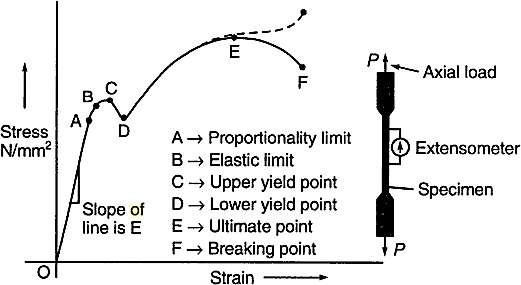 E
F
P
Axial load
B
C
A
D
Stress
N/mm²
A → Proportionality limit
B → Elastic limit
C → Upper yield point
D → Lower yield point
E → Ultimate point
F → Breaking point
Extensometer
Specimen
Slope of
line is E
P
O
Strain